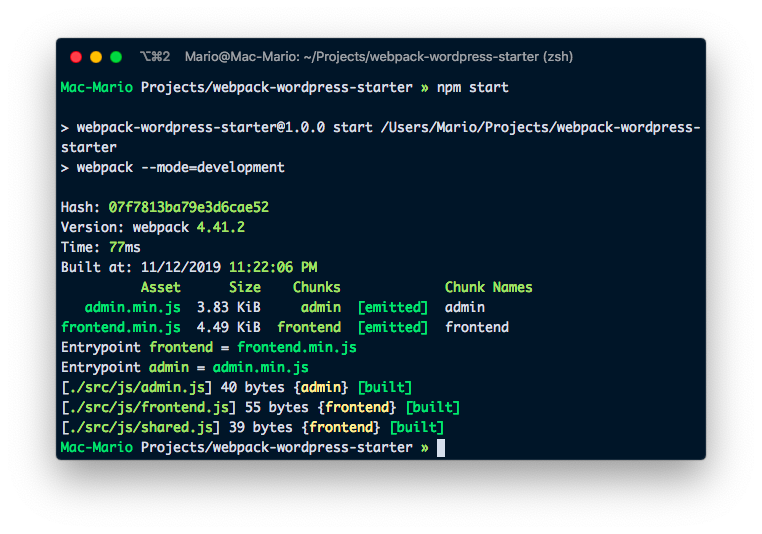 ⌥⌘2 Mario@Mac-Mario: ~/Projects/webpack-wordpress-starter (zsh)
Mac-Mario Projects/webpack-wordpress-starter » npm start
> webpack-wordpress-starter@1.0.0 start /Users/Mario/Projects/webpack-wordpress-
starter
> webpack --mode=development
Hash: 07f7813ba79e3d6cae52
Version: webpack 4.41.2
Time: 77ms
Built at: 11/12/2019 11:22:06 PM
Asset Size Chunks Chunk Names
admin.min.js 3.83 KiB admin [emitted] admin
frontend.min.js 4.49 KiB frontend [emitted] frontend
Entrypoint frontend = frontend.min.js
Entrypoint admin = admin.min.js
[./src/js/admin.js] 40 bytes {admin} [built]
[./src/js/frontend.js] 55 bytes {frontend} [built]
[./src/js/shared.js] 39 bytes {frontend} [built]
Mac-Mario Projects/webpack-wordpress-starter »